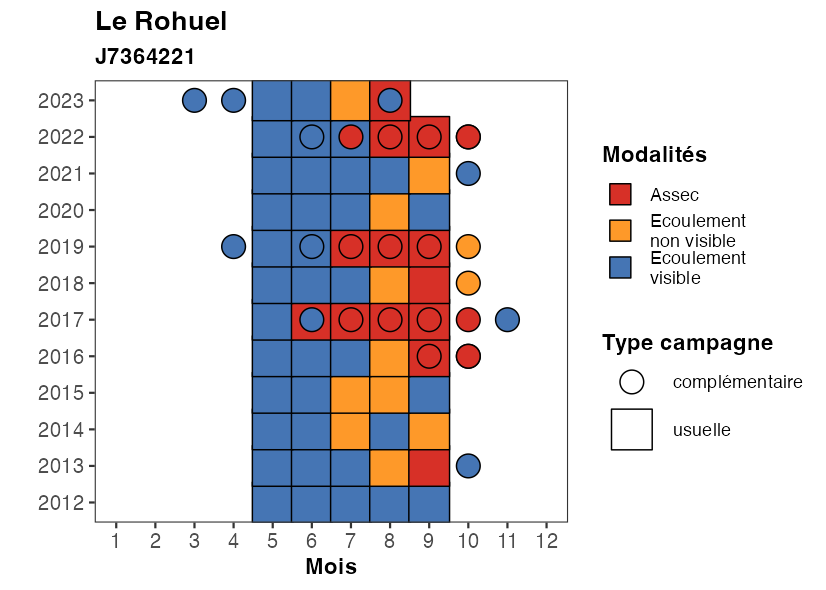 Le Rohuel
J7364221
2023
2022
2021
2020
2019
2018
2017
2016
2015
2014
2013
2012
1 2 3 4 5 6 7 8 9 10 11 12
Mois
Modalités
Assec
Ecoulement
non visible
Ecoulement
visible
Type campagne
complémentaire
usuelle